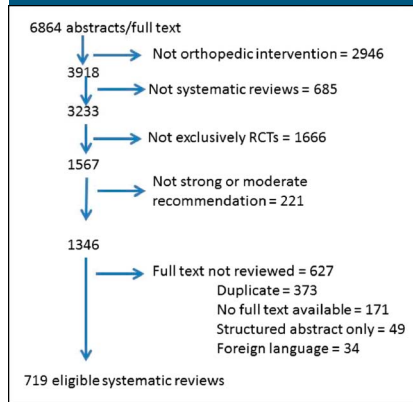 6864 abstracts/full text
Not orthopedic intervention = 2946
3918
Not systematic reviews = 685
3233
Not exclusively RCTs = 1666
1567
Not strong or moderate
recommendation = 221
1346
Full text not reviewed = 627
Duplicate = 373
No full text available = 171
Structured abstract only = 49
Foreign language = 34
719 eligible systematic reviews